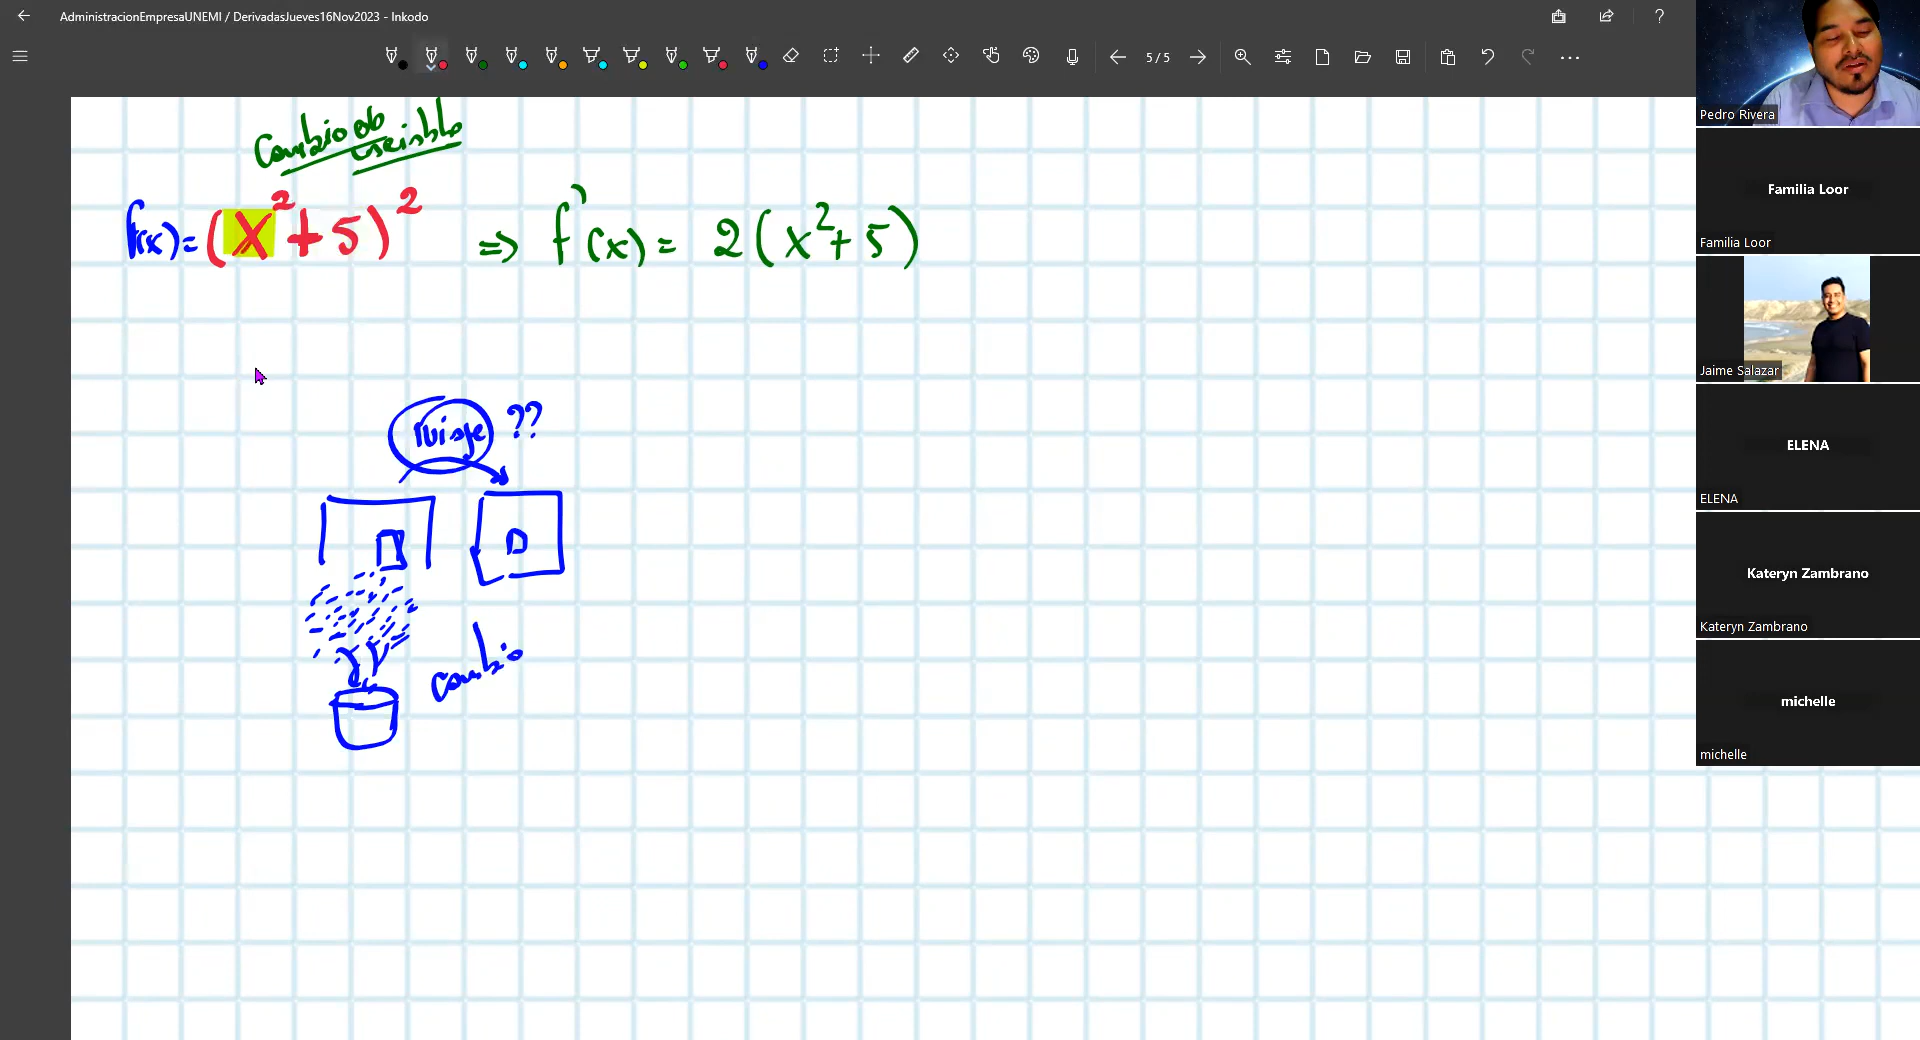 AdministracionEmpresaUNEMI / DerivadasJueves16Nov2023 - Inkodo
5 / 5
Cambio de variable
f(x) = (x² + 5)² ⇒ f'(x) = 2(x² + 5)
??
cambio
Pedro Rivera
Familia Loor
Familia Loor
Jaime Salazar
ELENA
ELENA
Kateryn Zambrano
Kateryn Zambrano
michelle
michelle